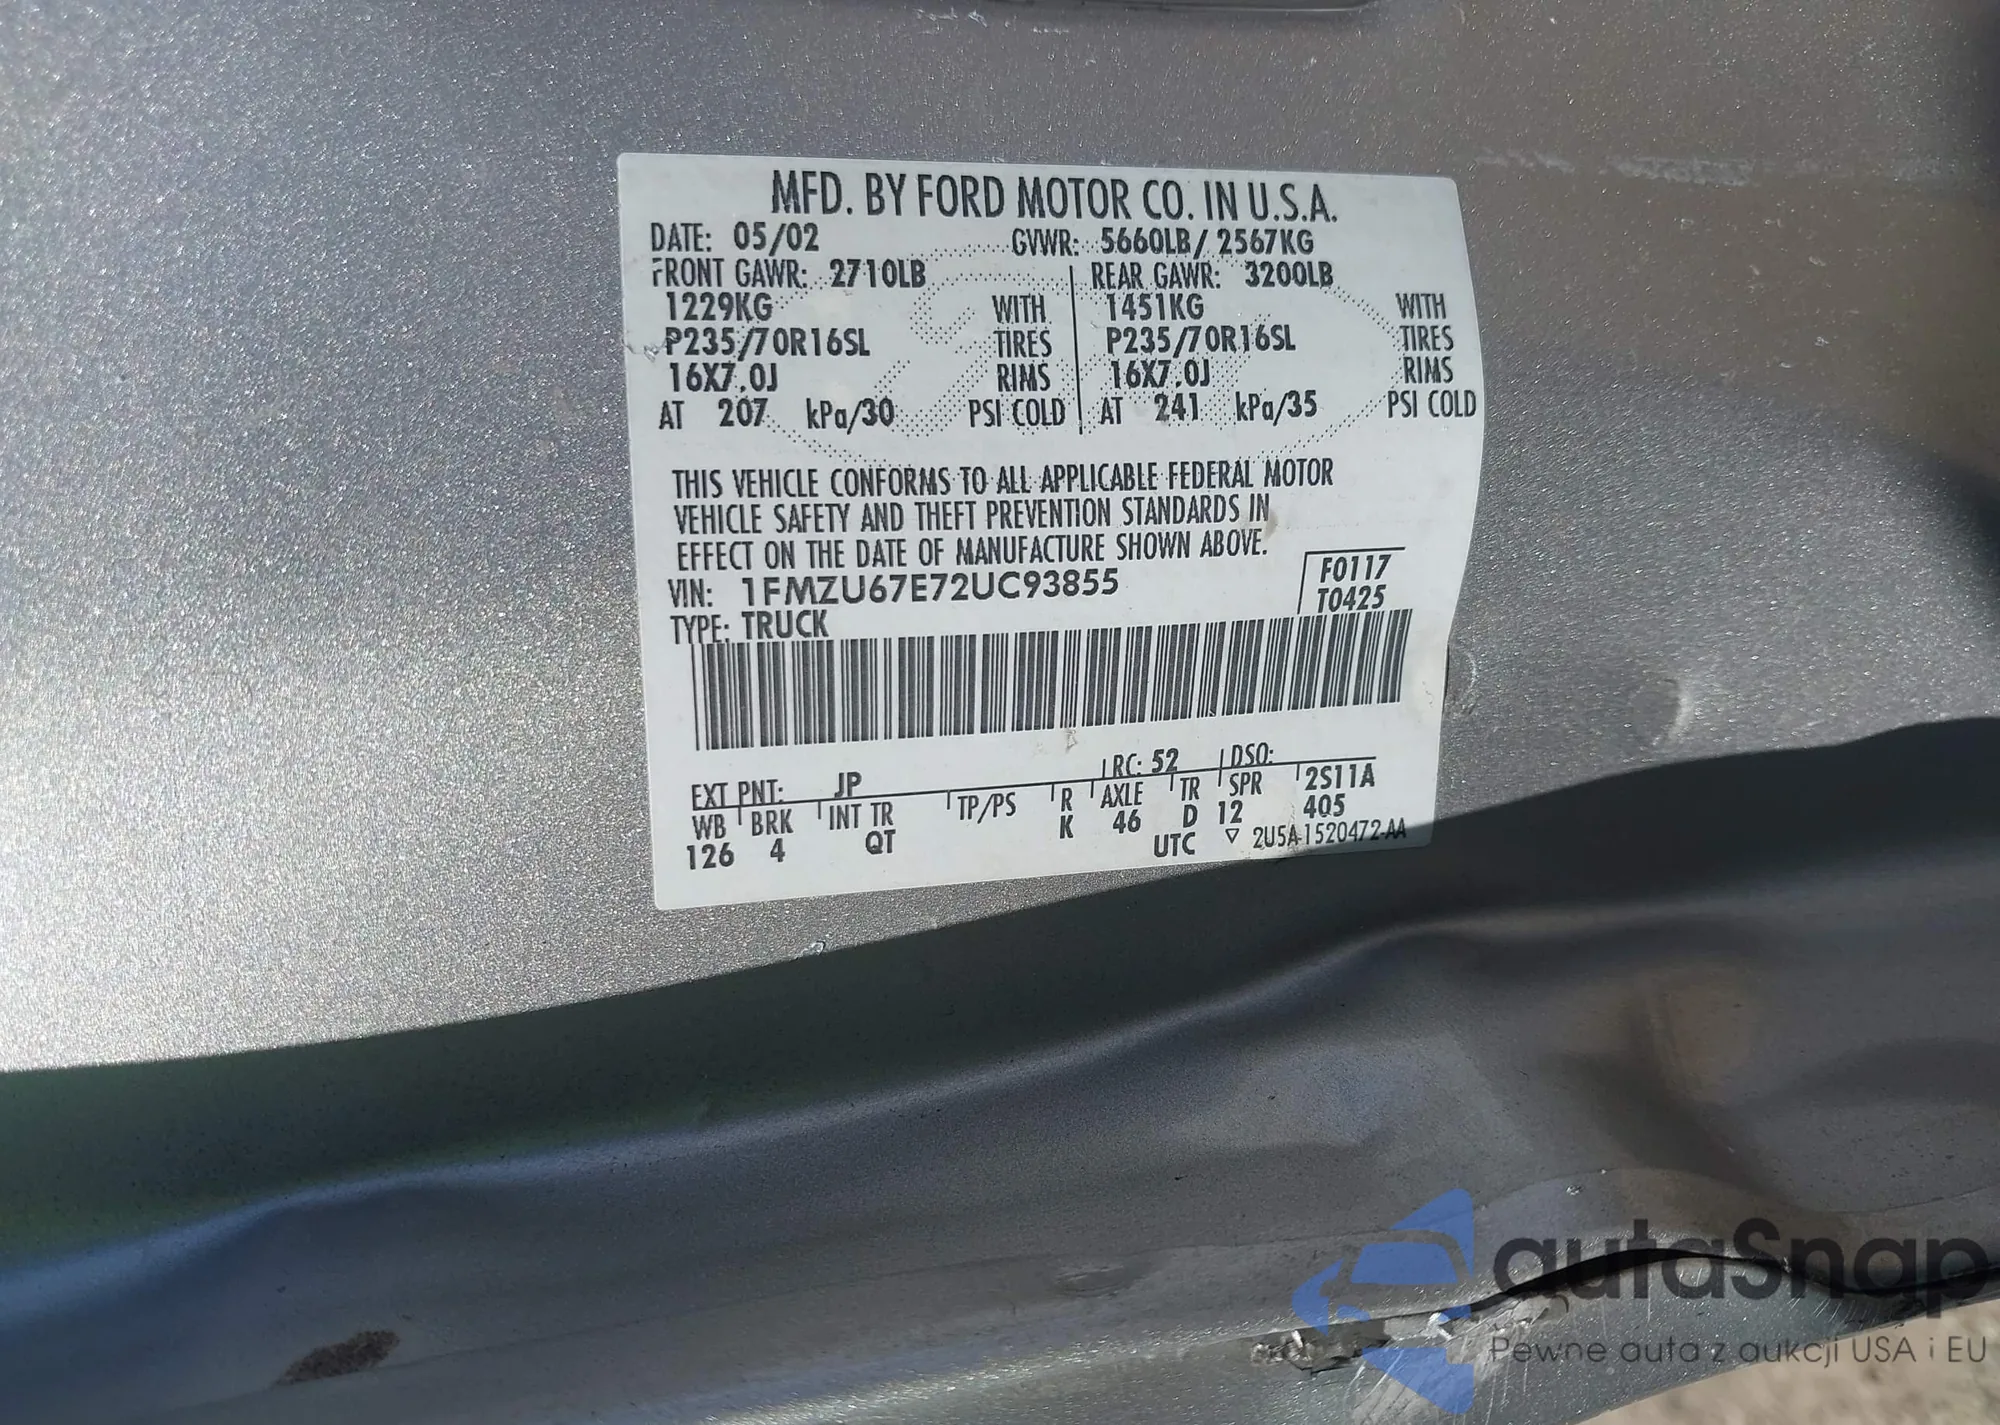 MFD. BY FORD MOTOR CO. IN U.S.A.
DATE: 05/02 GVWR: 5660LB/ 2567KG
FRONT GAWR: 2710LB REAR GAWR: 3200LB
1229KG WITH 1451KG WITH
P235/70R16SL TIRES P235/70R16SL TIRES
16X7.0J RIMS 16X7.0J RIMS
AT 207 kPa/30 PSI COLD AT 241 kPa/35 PSI COLD
THIS VEHICLE CONFORMS TO ALL APPLICABLE FEDERAL MOTOR
VEHICLE SAFETY AND THEFT PREVENTION STANDARDS IN
EFFECT ON THE DATE OF MANUFACTURE SHOWN ABOVE.
VIN: 1FMZU67E72UC93855 F0117
TYPE: TRUCK T0425
EXT PNT: JP RC: 52 DSO:
WB BRK INT TR TP/PS R AXLE TR SPR 2S11A
126 4 QT K 46 D 12 405
UTC ▽ 2U5A-1520472-AA
autaSnap
Pewne auta z aukcji USA i EU